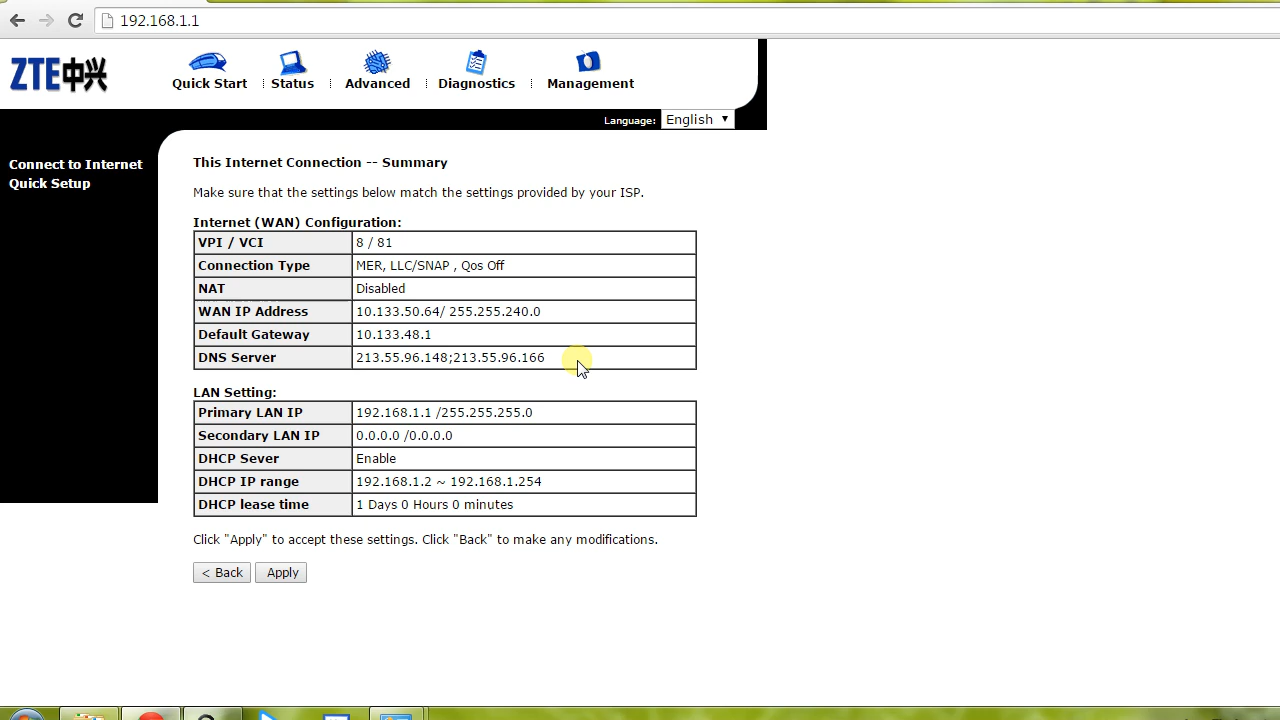 192.168.1.1
ZTE中兴
Quick Start
Status
Advanced
Diagnostics
Management
Language: English
Connect to Internet
Quick Setup
This Internet Connection -- Summary
Make sure that the settings below match the settings provided by your ISP.
Internet (WAN) Configuration:
VPI / VCI 8 / 81
Connection Type MER, LLC/SNAP , Qos Off
NAT Disabled
WAN IP Address 10.133.50.64/ 255.255.240.0
Default Gateway 10.133.48.1
DNS Server 213.55.96.148;213.55.96.166
LAN Setting:
Primary LAN IP 192.168.1.1 /255.255.255.0
Secondary LAN IP 0.0.0.0 /0.0.0.0
DHCP Sever Enable
DHCP IP range 192.168.1.2 ~ 192.168.1.254
DHCP lease time 1 Days 0 Hours 0 minutes
Click "Apply" to accept these settings. Click "Back" to make any modifications.
< Back Apply